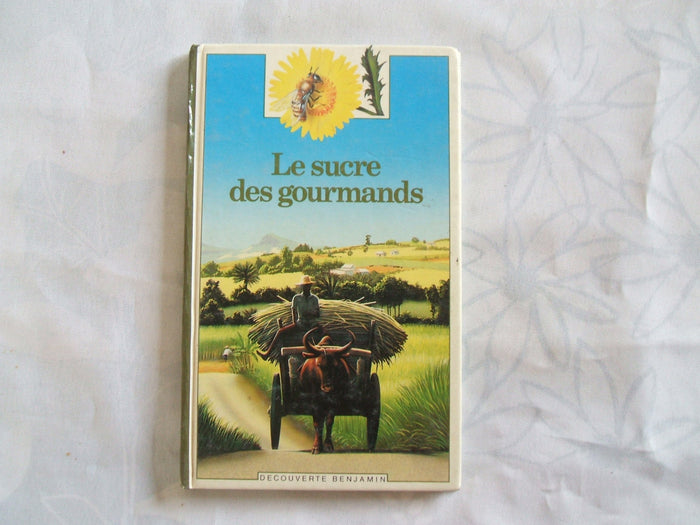 Le sucre
des gourmands
DECOUVERTE BENJAMIN